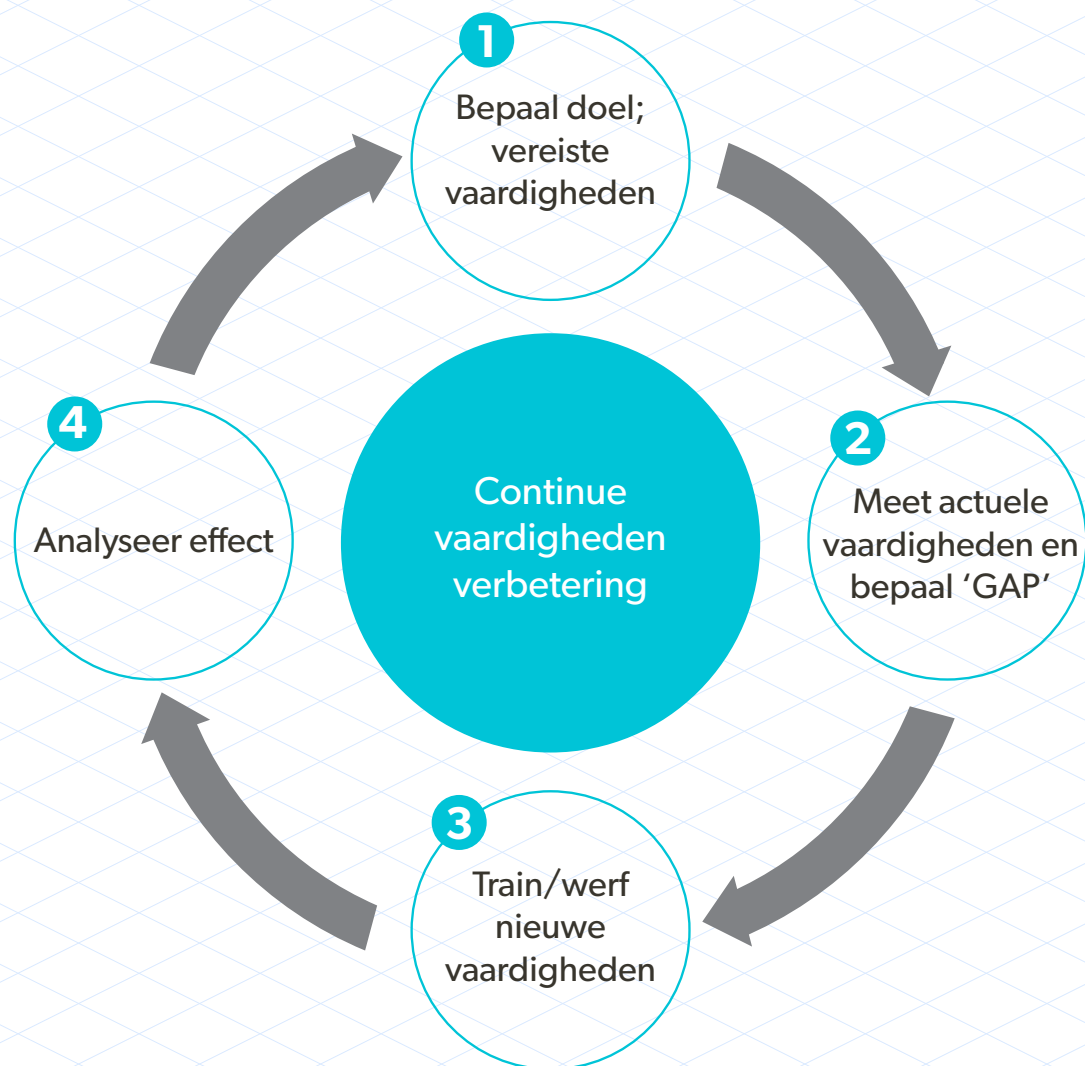 1
Bepaal doel;
vereiste
vaardigheden
2
Meet actuele
vaardigheden en
bepaal ‘GAP’
3
Train/werf
nieuwe
vaardigheden
4
Analyseer effect
Continue
vaardigheden
verbetering